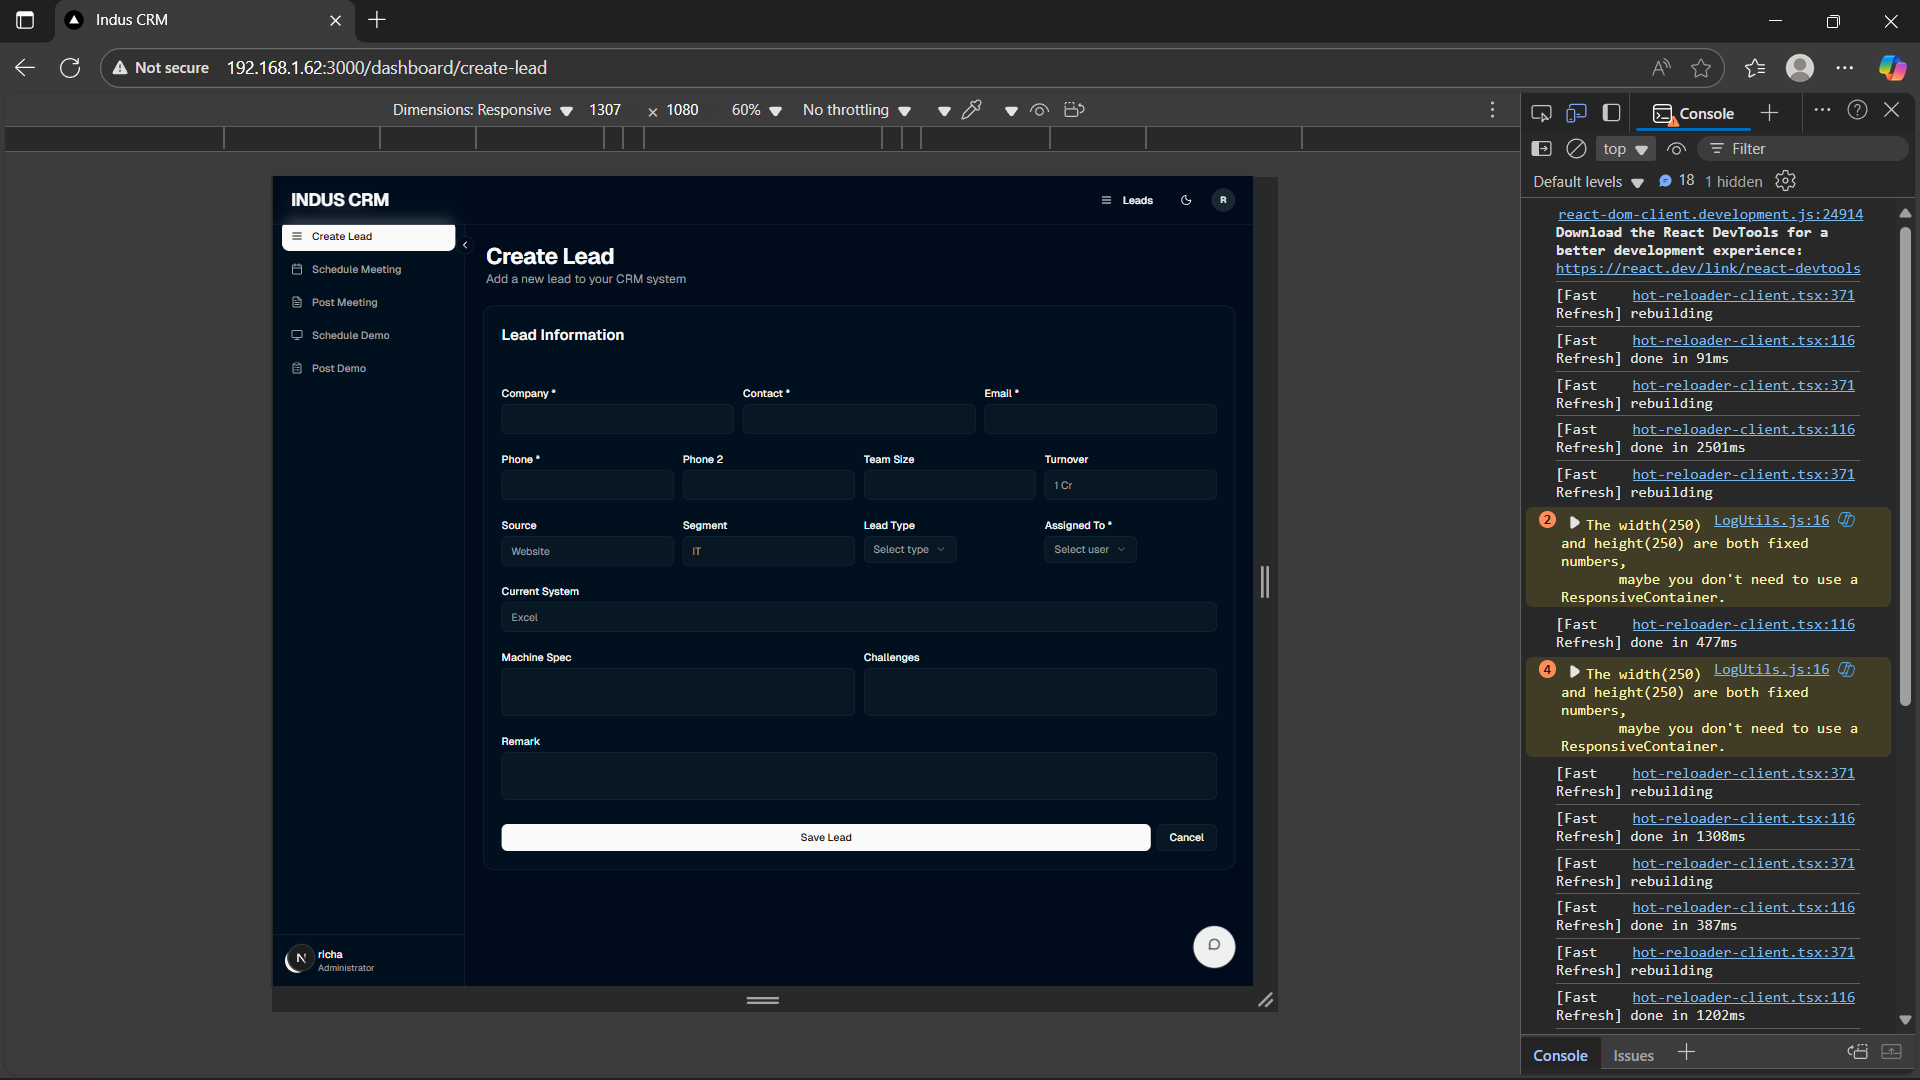 Indus CRM
Not secure 192.168.1.62:3000/dashboard/create-lead
Dimensions: Responsive 1307 × 1080 60% No throttling
INDUS CRM
Leads
R
Create Lead
Schedule Meeting
Post Meeting
Schedule Demo
Post Demo
Create Lead
Add a new lead to your CRM system
Lead Information
Company * Contact * Email *
Phone * Phone 2 Team Size Turnover
1 Cr
Source Segment Lead Type Assigned To *
Website IT Select type Select user
Current System
Excel
Machine Spec Challenges
Remark
Save Lead Cancel
N richa
Administrator
Console
top Filter
Default levels 18 1 hidden
react-dom-client.development.js:24914
Download the React DevTools for a
better development experience:
https://react.dev/link/react-devtools
[Fast hot-reloader-client.tsx:371
Refresh] rebuilding
[Fast hot-reloader-client.tsx:116
Refresh] done in 91ms
[Fast hot-reloader-client.tsx:371
Refresh] rebuilding
[Fast hot-reloader-client.tsx:116
Refresh] done in 2501ms
[Fast hot-reloader-client.tsx:371
Refresh] rebuilding
2 The width(250) LogUtils.js:16
and height(250) are both fixed
numbers,
maybe you don't need to use a
ResponsiveContainer.
[Fast hot-reloader-client.tsx:116
Refresh] done in 477ms
4 The width(250) LogUtils.js:16
and height(250) are both fixed
numbers,
maybe you don't need to use a
ResponsiveContainer.
[Fast hot-reloader-client.tsx:371
Refresh] rebuilding
[Fast hot-reloader-client.tsx:116
Refresh] done in 1308ms
[Fast hot-reloader-client.tsx:371
Refresh] rebuilding
[Fast hot-reloader-client.tsx:116
Refresh] done in 387ms
[Fast hot-reloader-client.tsx:371
Refresh] rebuilding
[Fast hot-reloader-client.tsx:116
Refresh] done in 1202ms
Console Issues